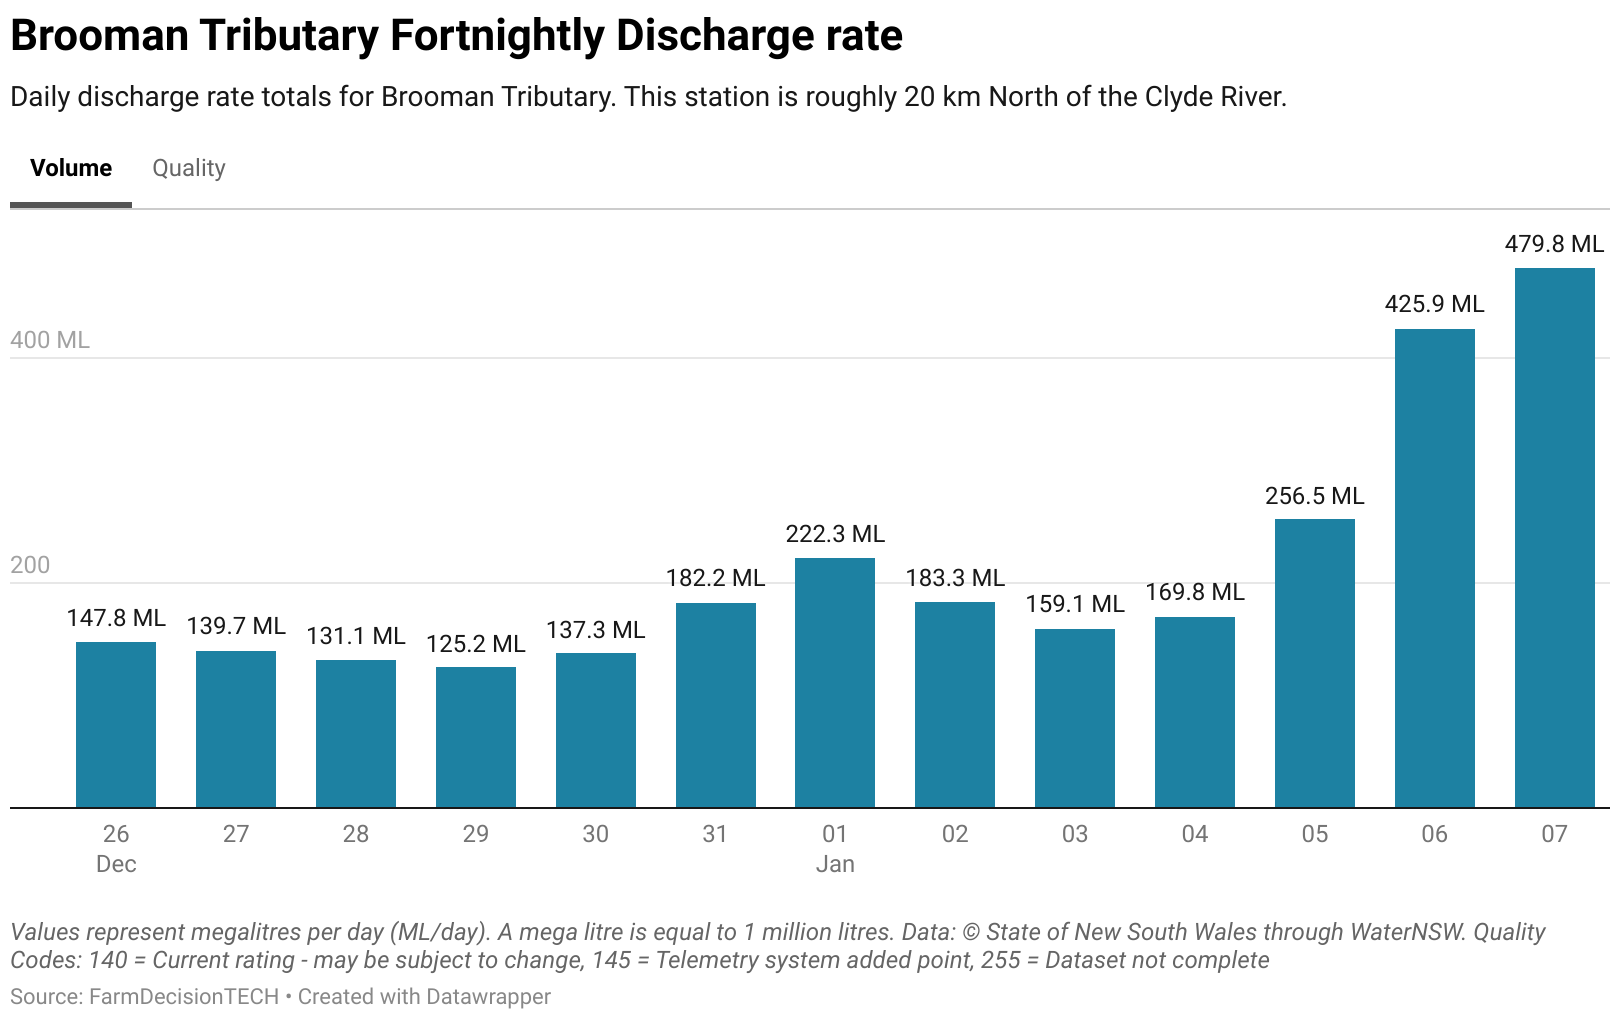 Brooman Tributary Fortnightly Discharge rate
Daily discharge rate totals for Brooman Tributary. This station is roughly 20 km North of the Clyde River.
Volume Quality
479.8 ML
425.9 ML
400 ML
256.5 ML
222.3 ML
200
182.2 ML 183.3 ML
169.8 ML
159.1 ML
147.8 ML 139.7 ML 131.1 ML 125.2 ML 137.3 ML
26 27 28 29 30 31 01 02 03 04 05 06 07
Dec Jan
Values represent megalitres per day (ML/day). A mega litre is equal to 1 million litres. Data: © State of New South Wales through WaterNSW. Quality
Codes: 140 = Current rating - may be subject to change, 145 = Telemetry system added point, 255 = Dataset not complete
Source: FarmDecisionTECH • Created with Datawrapper